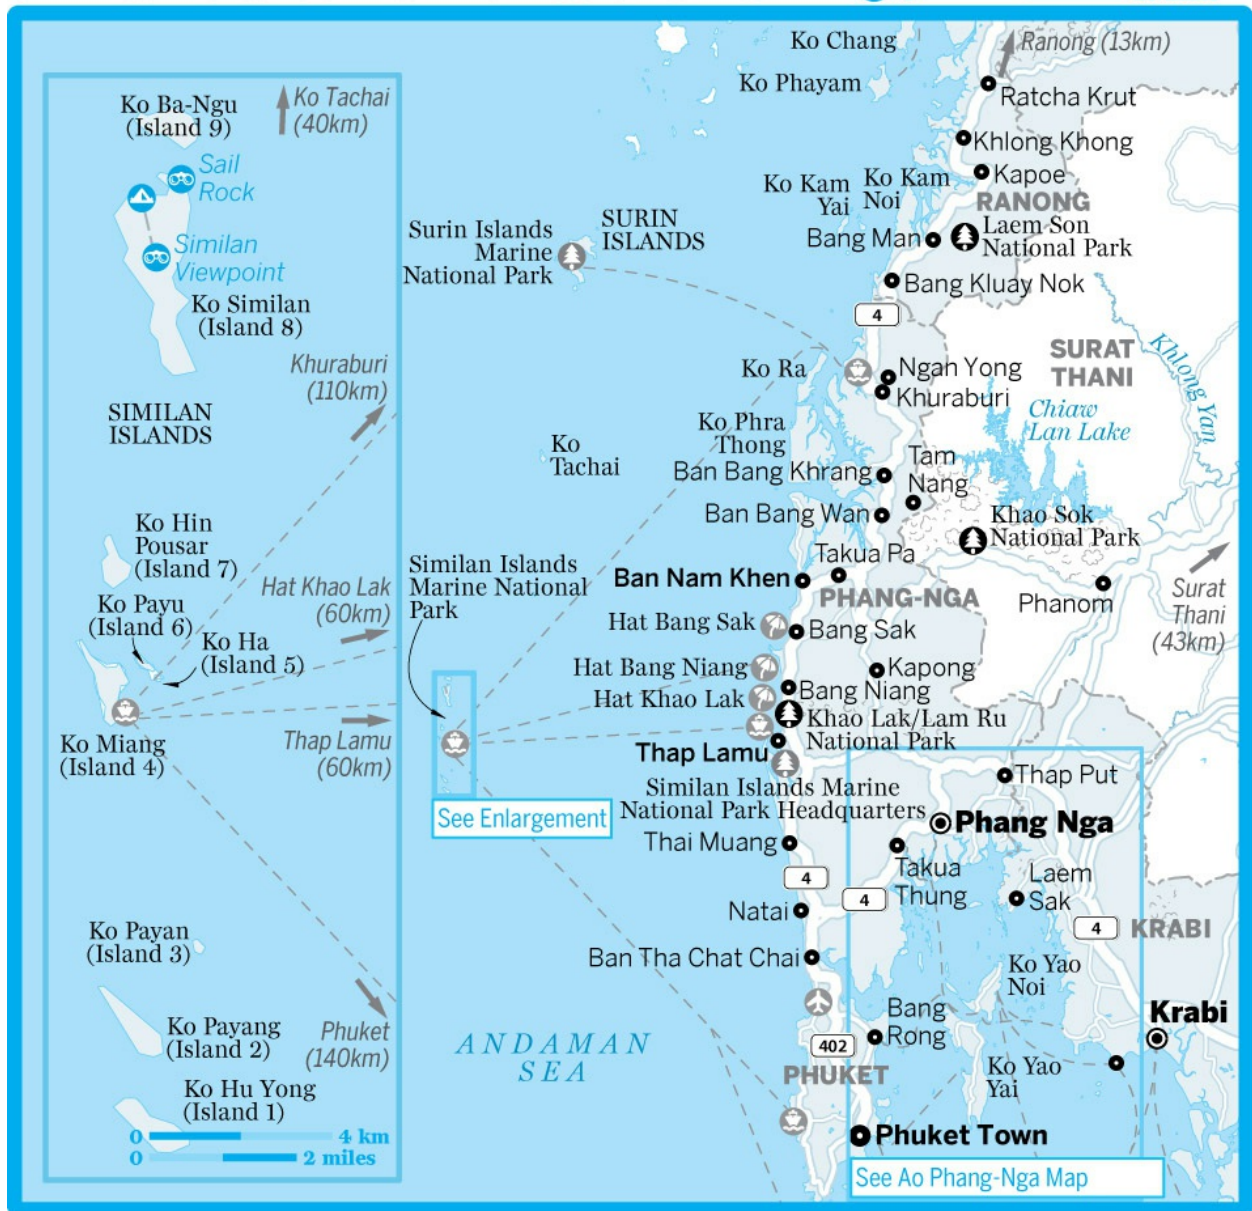 Ko Ba-Ngu
(Island 9)
Ko Tachai
(40km)
Sail
Rock
Similan
Viewpoint
Ko Similan
(Island 8)
Khuraburi
(110km)
SIMILAN
ISLANDS
Ko Hin
Pousar
(Island 7)
Hat Khao Lak
(60km)
Ko Payu
(Island 6)
Ko Ha
(Island 5)
Ko Miang
(Island 4)
Thap Lamu
(60km)
Ko Payan
(Island 3)
Ko Payang
(Island 2)
Phuket
(140km)
Ko Hu Yong
(Island 1)
0 4 km
0 2 miles
Ko Chang
Ranong (13km)
Ko Phayam
Ratcha Krut
Khlong Khong
Kapoe
Ko Kam
Yai
Ko Kam
Noi
RANONG
Surin Islands
Marine
National Park
SURIN
ISLANDS
Bang Man
Laem Son
National Park
Bang Kluay Nok
4
SURAT
THANI
Khlong Yan
Ko Ra
Ngan Yong
Khuraburi
Chiaw
Lan Lake
Ko Phra
Thong
Ko
Tachai
Ban Bang Khrang
Tam
Nang
Ban Bang Wan
Khao Sok
National Park
Similan Islands
Marine National
Park
Takua Pa
Ban Nam Khen
PHANG-NGA
Phanom
Surat
Thani
(43km)
Hat Bang Sak
Bang Sak
Hat Bang Niang
Kapong
Hat Khao Lak
Bang Niang
Khao Lak/Lam Ru
National Park
Thap Lamu
Thap Put
Similan Islands Marine
National Park Headquarters
See Enlargement
Phang Nga
Thai Muang
Takua
Thung
Laem
Sak
4
4
4
Natai
KRABI
Ban Tha Chat Chai
Ko Yao
Noi
Bang
Rong
Krabi
402
ANDAMAN
SEA
PHUKET
Ko Yao
Yai
Phuket Town
See Ao Phang-Nga Map